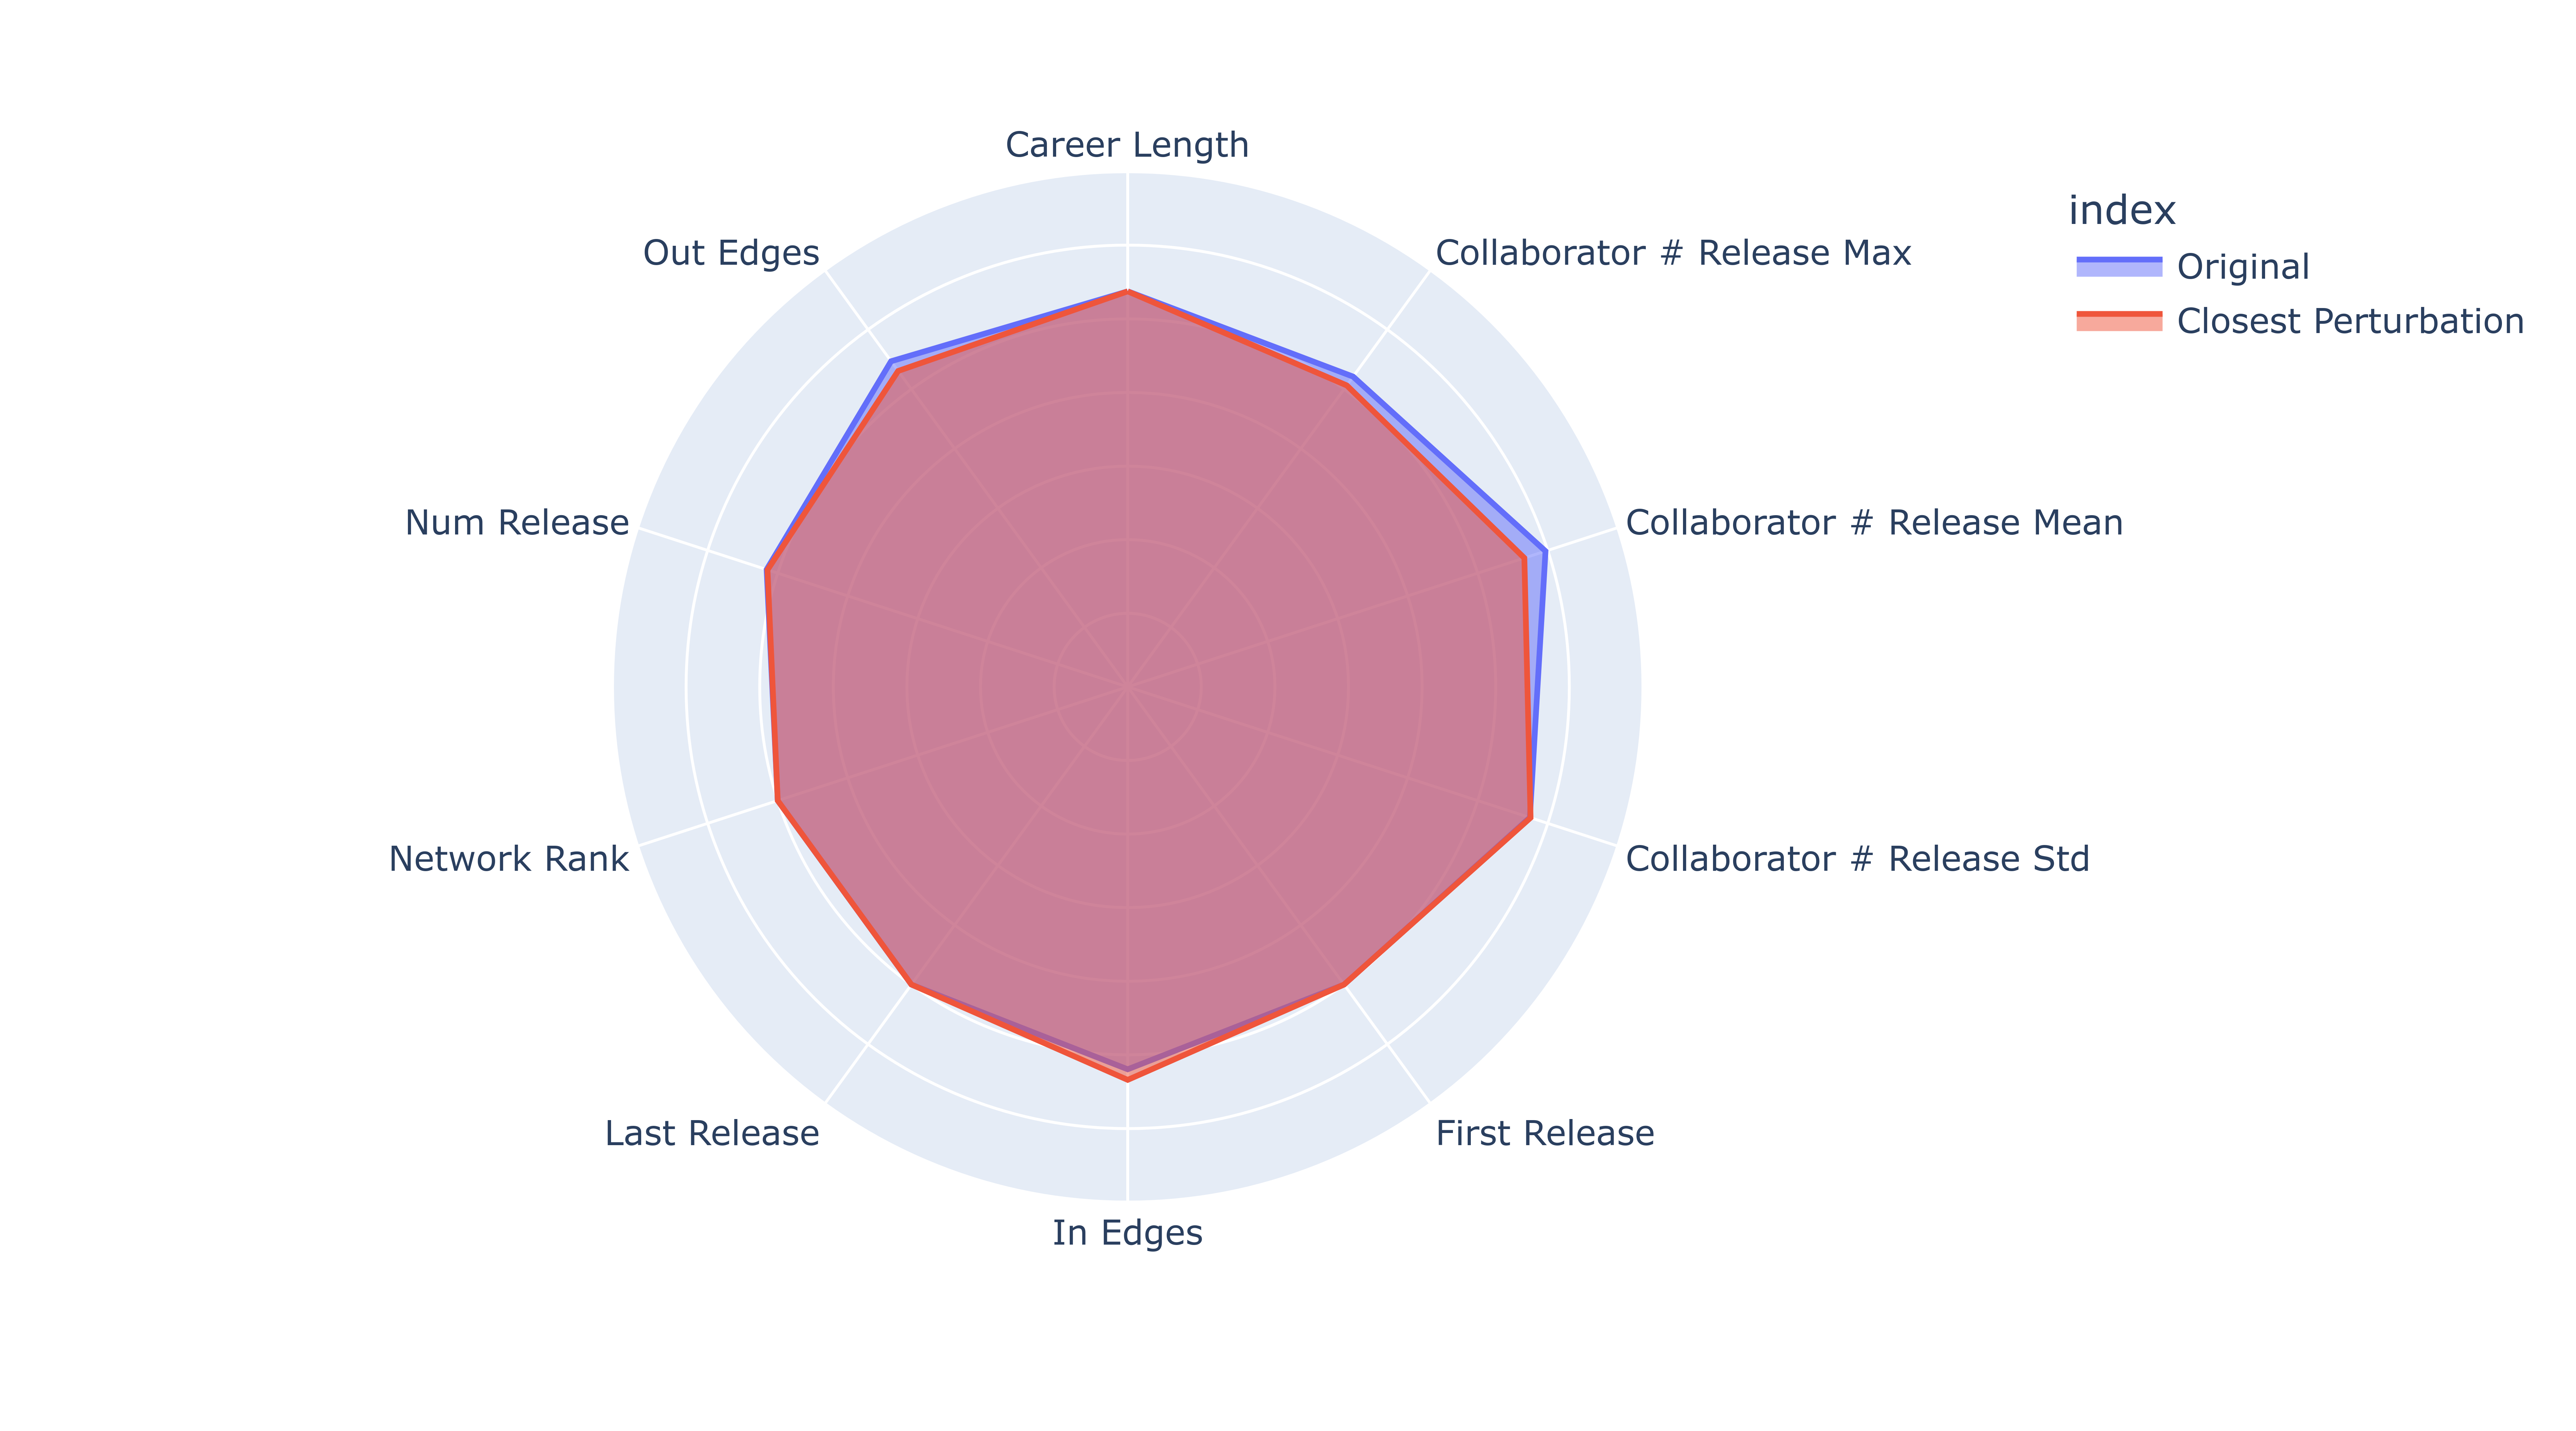 Career Length
Out Edges
Collaborator # Release Max
Num Release
Collaborator # Release Mean
Network Rank
Collaborator # Release Std
Last Release
First Release
In Edges
index
Original
Closest Perturbation